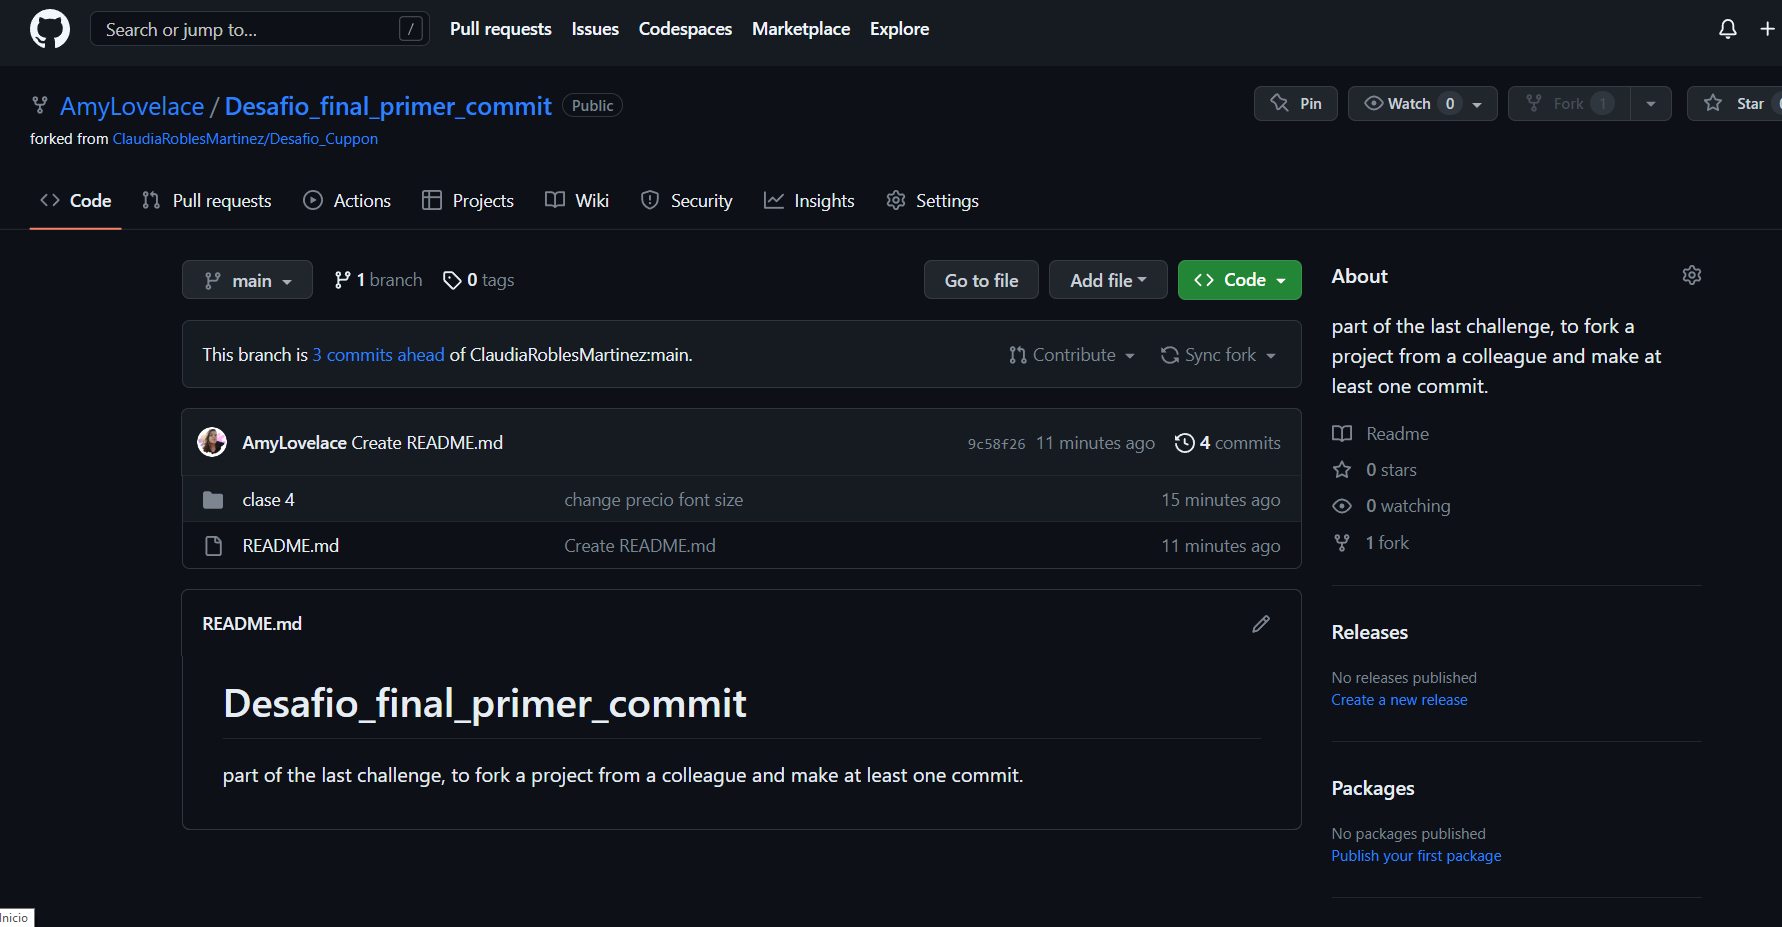 Search or jump to... / Pull requests Issues Codespaces Marketplace Explore
AmyLovelace / Desafio_final_primer_commit Public Pin Watch 0 Fork 1 Star
forked from ClaudiaRoblesMartinez/Desafio_Cuppon
Code Pull requests Actions Projects Wiki Security Insights Settings
main 1 branch 0 tags Go to file Add file Code
This branch is 3 commits ahead of ClaudiaRoblesMartinez:main. Contribute Sync fork
AmyLovelace Create README.md 9c58f26 11 minutes ago 4 commits
clase 4 change precio font size 15 minutes ago
README.md Create README.md 11 minutes ago
README.md
Desafio_final_primer_commit
part of the last challenge, to fork a project from a colleague and make at least one commit.
About
part of the last challenge, to fork a
project from a colleague and make at
least one commit.
Readme
0 stars
0 watching
1 fork
Releases
No releases published
Create a new release
Packages
No packages published
Publish your first package
Inicio